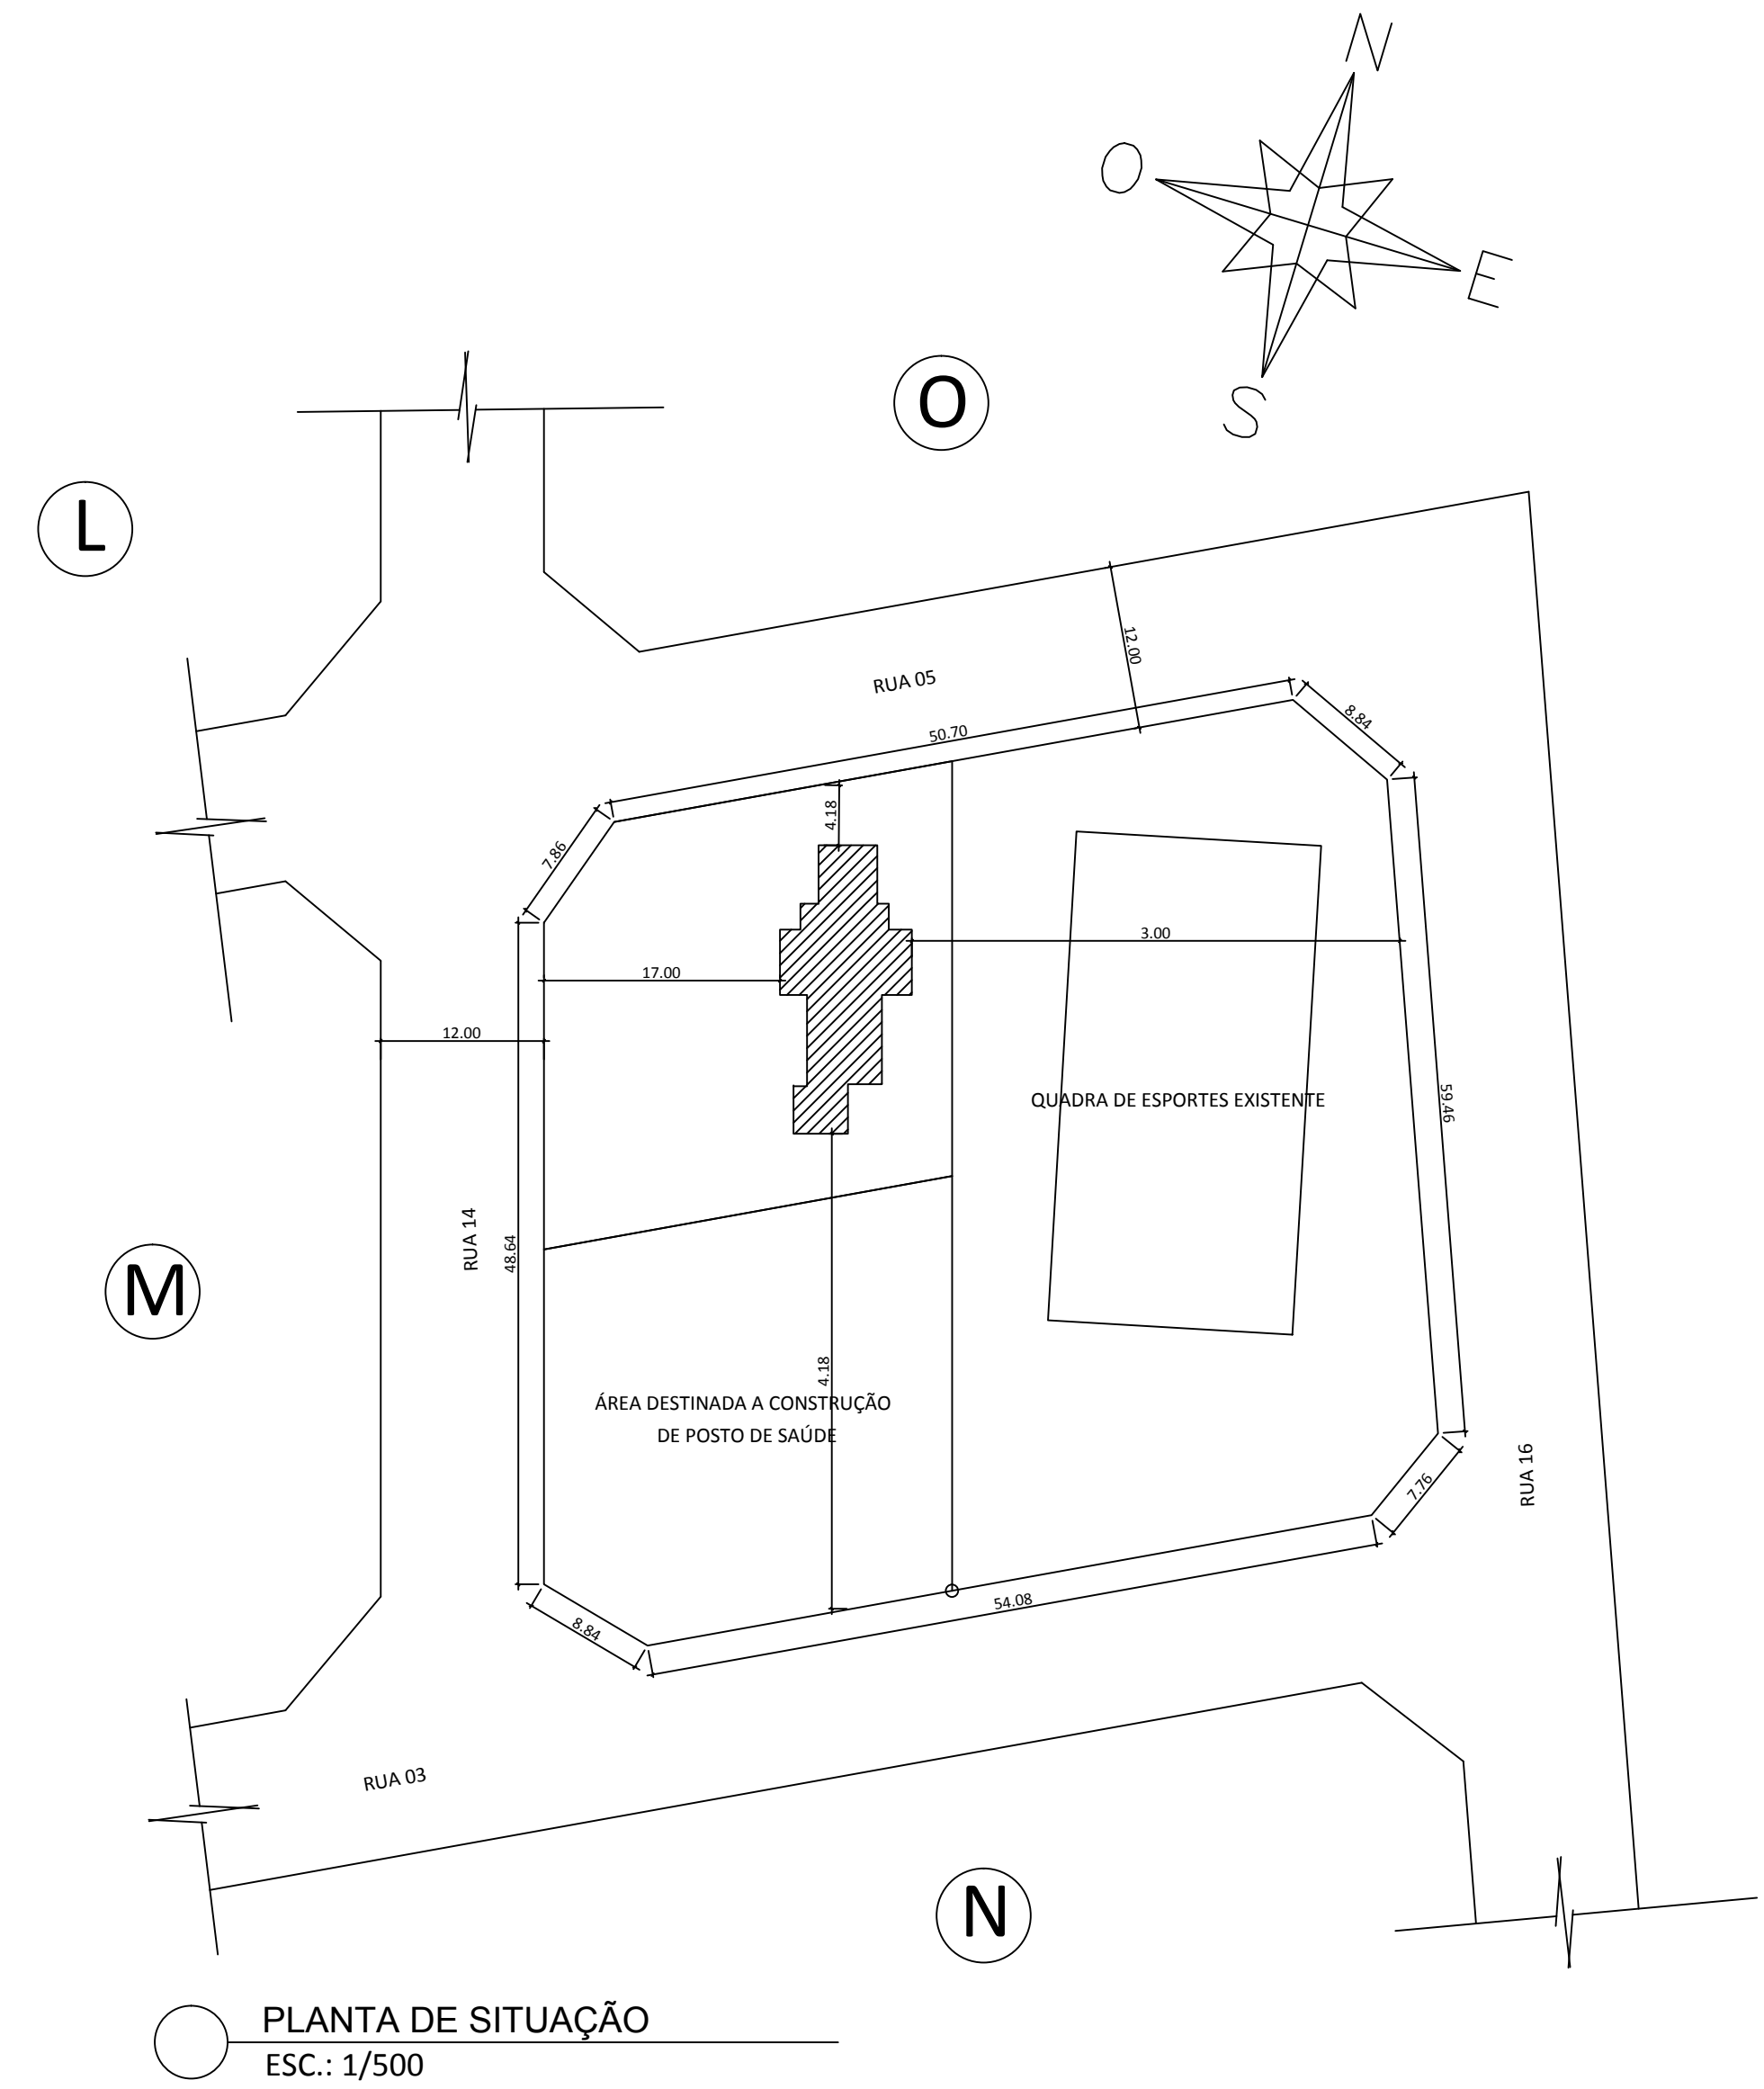 N
O
E
S
O
L
12.00
RUA 05
8.84
50.70
4.18
7.86
3.00
17.00
12.00
QUADRA DE ESPORTES EXISTENTE
59.46
RUA 14
48.64
M
4.18
ÁREA DESTINADA A CONSTRUÇÃO
DE POSTO DE SAÚDE
RUA 16
7.76
54.08
8.84
RUA 03
N
PLANTA DE SITUAÇÃO
ESC.: 1/500